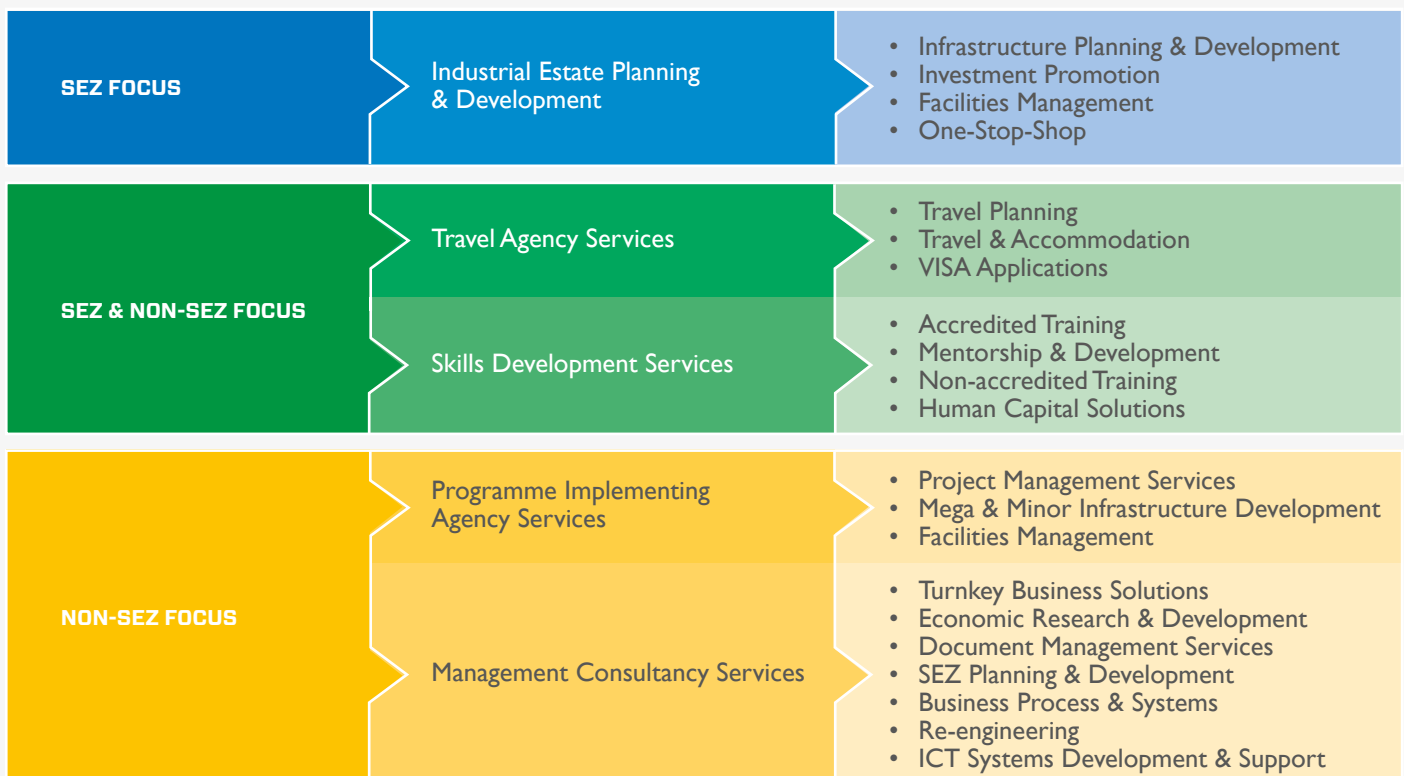 SEZ FOCUS
Industrial Estate Planning
& Development
• Infrastructure Planning & Development
• Investment Promotion
• Facilities Management
• One-Stop-Shop
SEZ & NON-SEZ FOCUS
Travel Agency Services
• Travel Planning
• Travel & Accommodation
• VISA Applications
Skills Development Services
• Accredited Training
• Mentorship & Development
• Non-accredited Training
• Human Capital Solutions
NON-SEZ FOCUS
Programme Implementing
Agency Services
• Project Management Services
• Mega & Minor Infrastructure Development
• Facilities Management
Management Consultancy Services
• Turnkey Business Solutions
• Economic Research & Development
• Document Management Services
• SEZ Planning & Development
• Business Process & Systems
• Re-engineering
• ICT Systems Development & Support